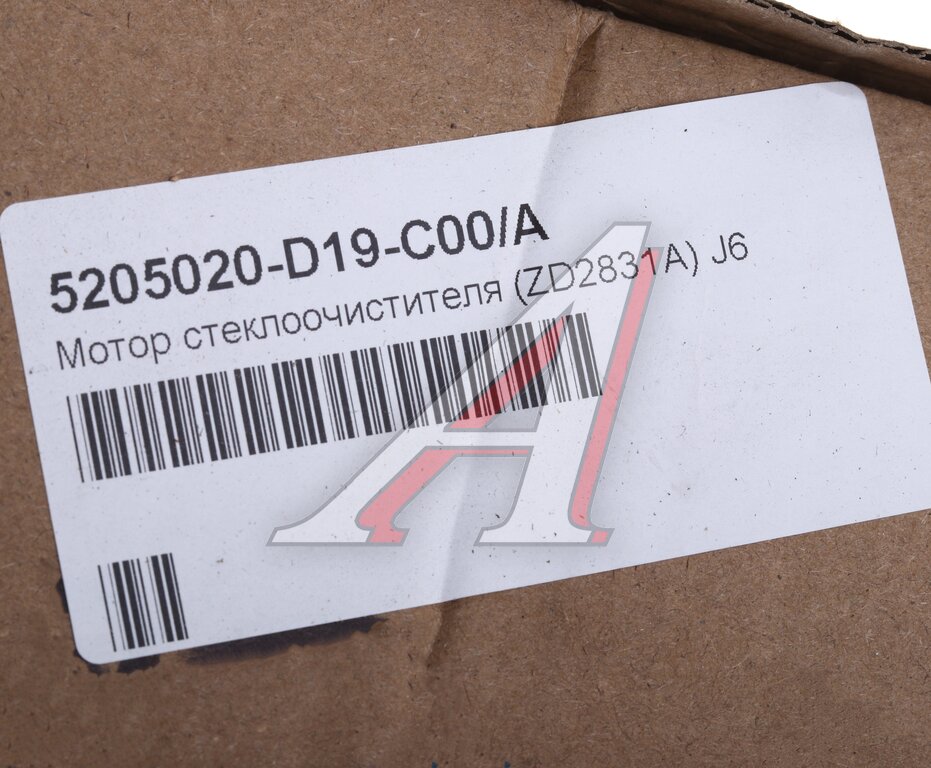 5205020-D19-C00/A
Мотор стеклоочистителя (ZD2831A) J6